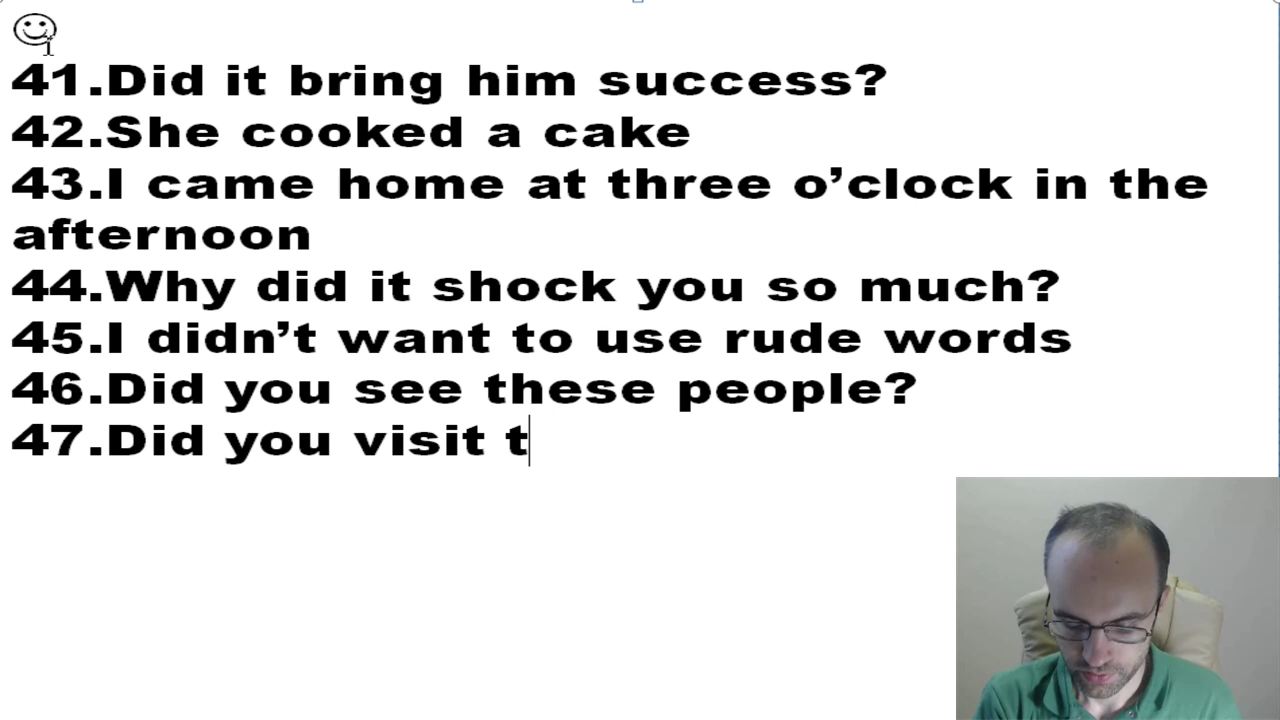 41.Did it bring him success?
42.She cooked a cake
43.I came home at three o’clock in the
afternoon
44.Why did it shock you so much?
45.I didn’t want to use rude words
46.Did you see these people?
47.Did you visit t